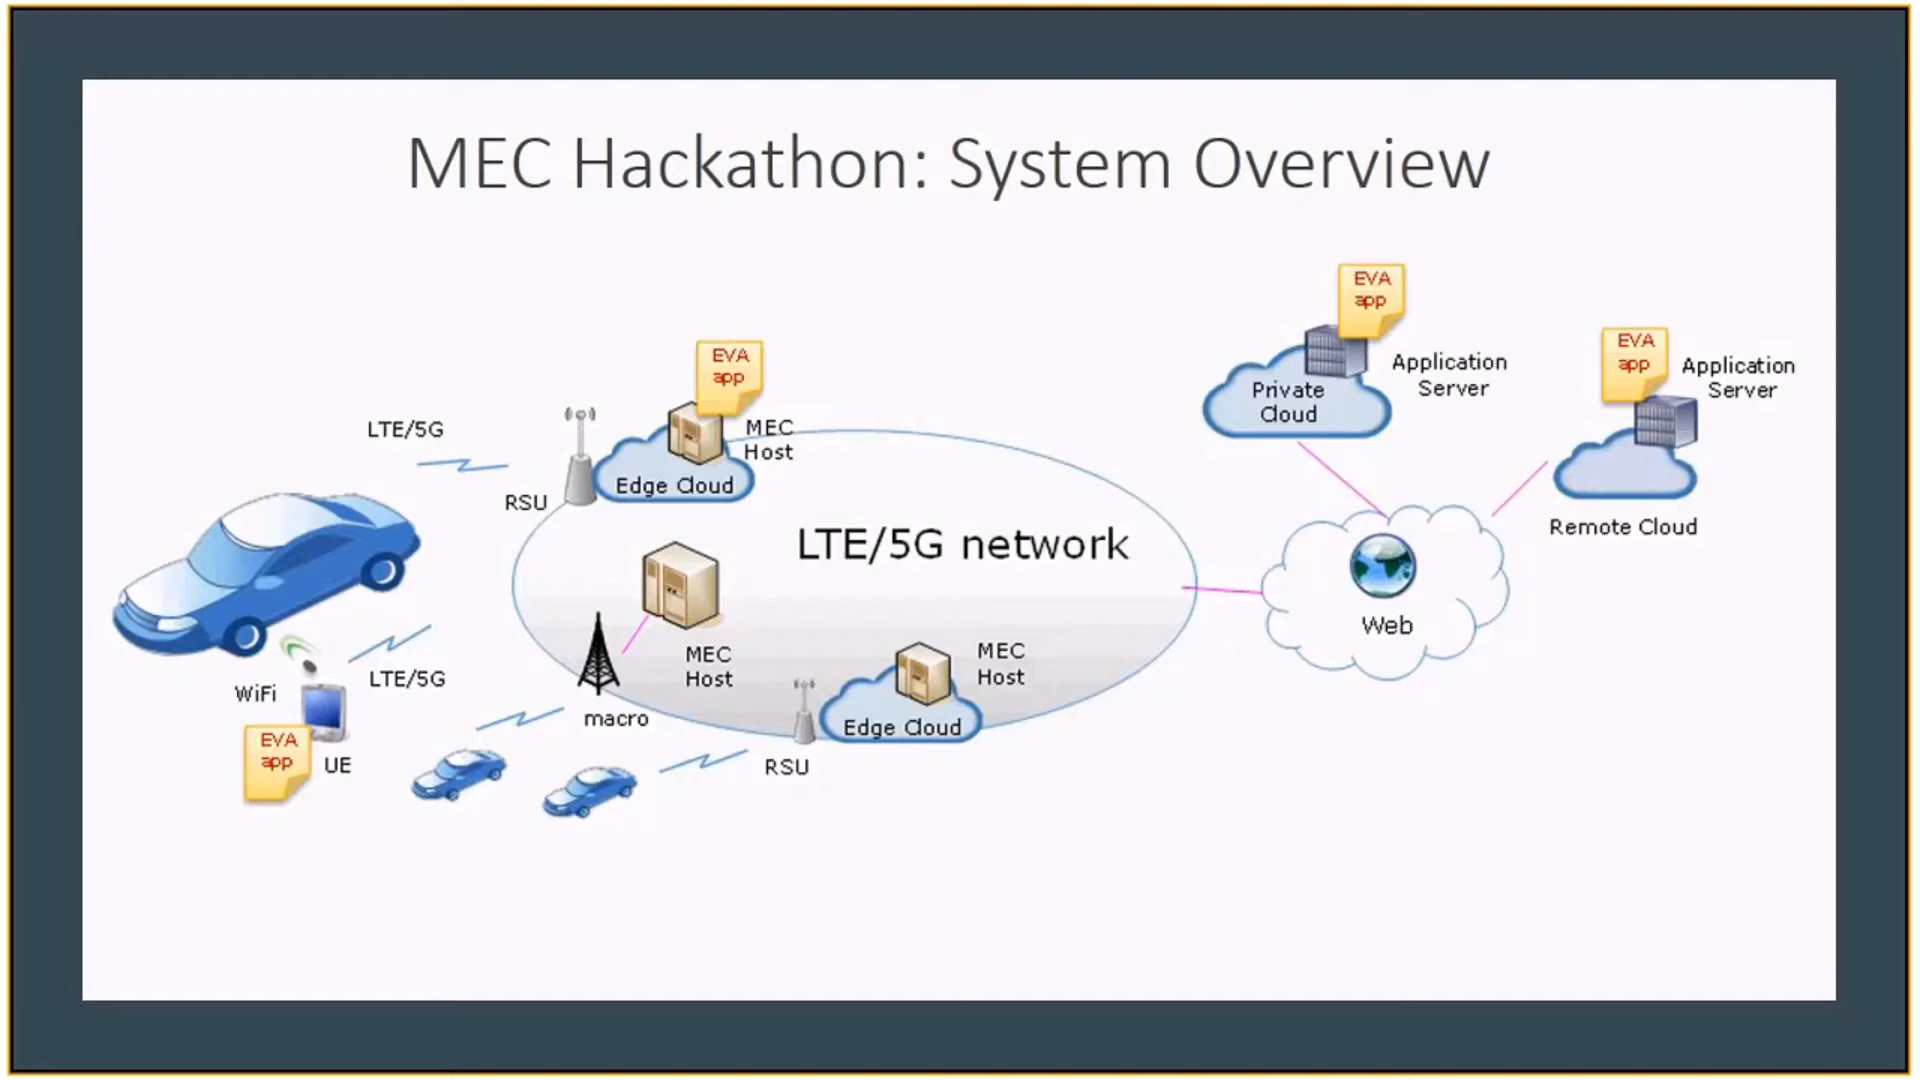 MEC Hackathon: System Overview
EVA
app
Application
Server
Private
Cloud
EVA
app
Application
Server
Remote Cloud
EVA
app
MEC
Host
Edge Cloud
LTE/5G
RSU
LTE/5G network
MEC
Host
macro
MEC
Host
Edge Cloud
RSU
Web
WiFi
LTE/5G
EVA
app
UE